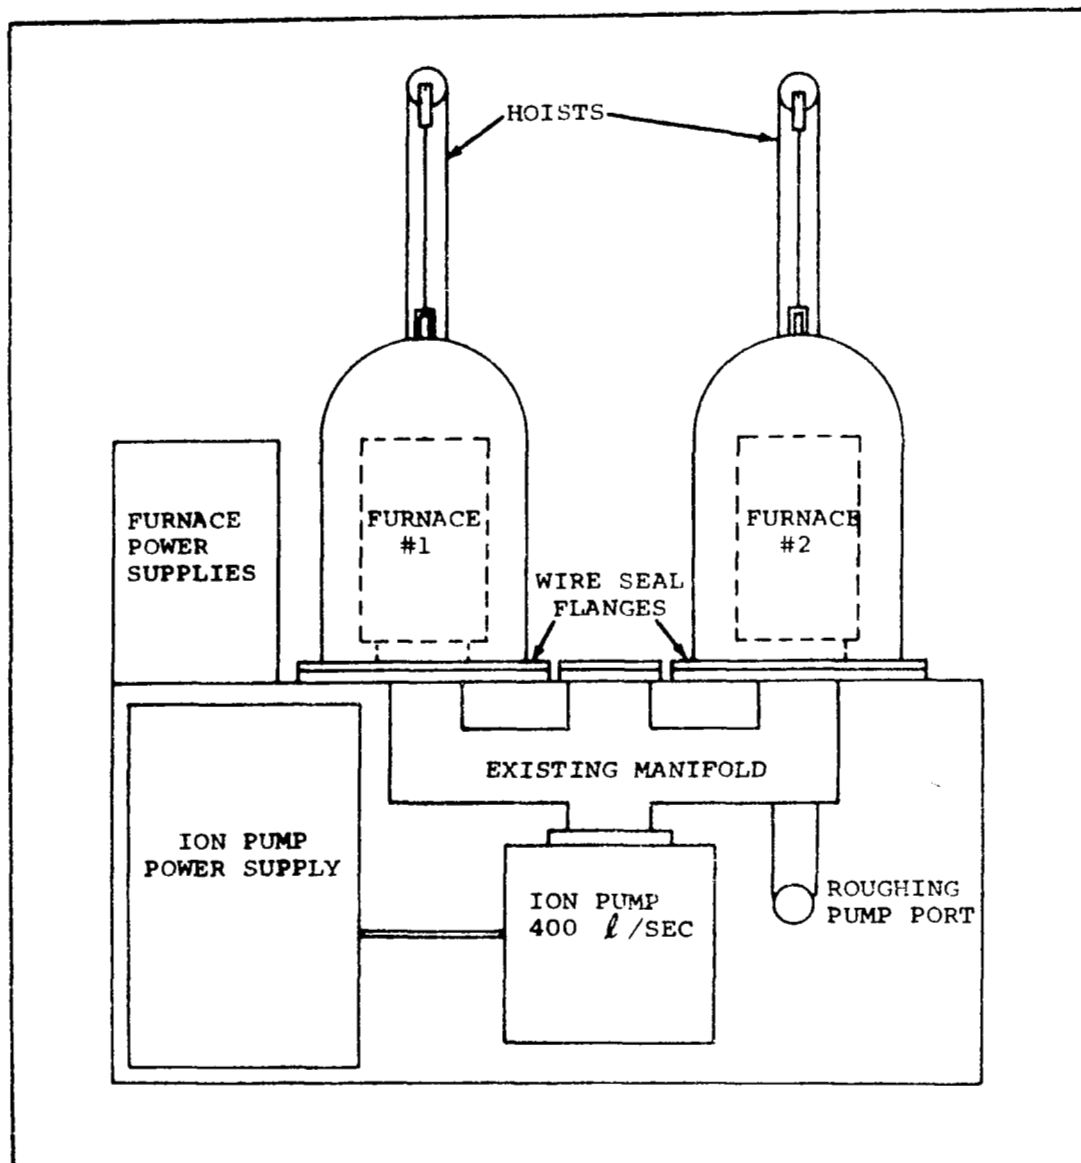 HOISTS
FURNACE
POWER
SUPPLIES
FURNACE
#1
FURNACE
#2
WIRE SEAL
FLANGES
EXISTING MANIFOLD
ION PUMP
POWER SUPPLY
ION PUMP
400 ℓ/SEC
ROUGHING
PUMP PORT